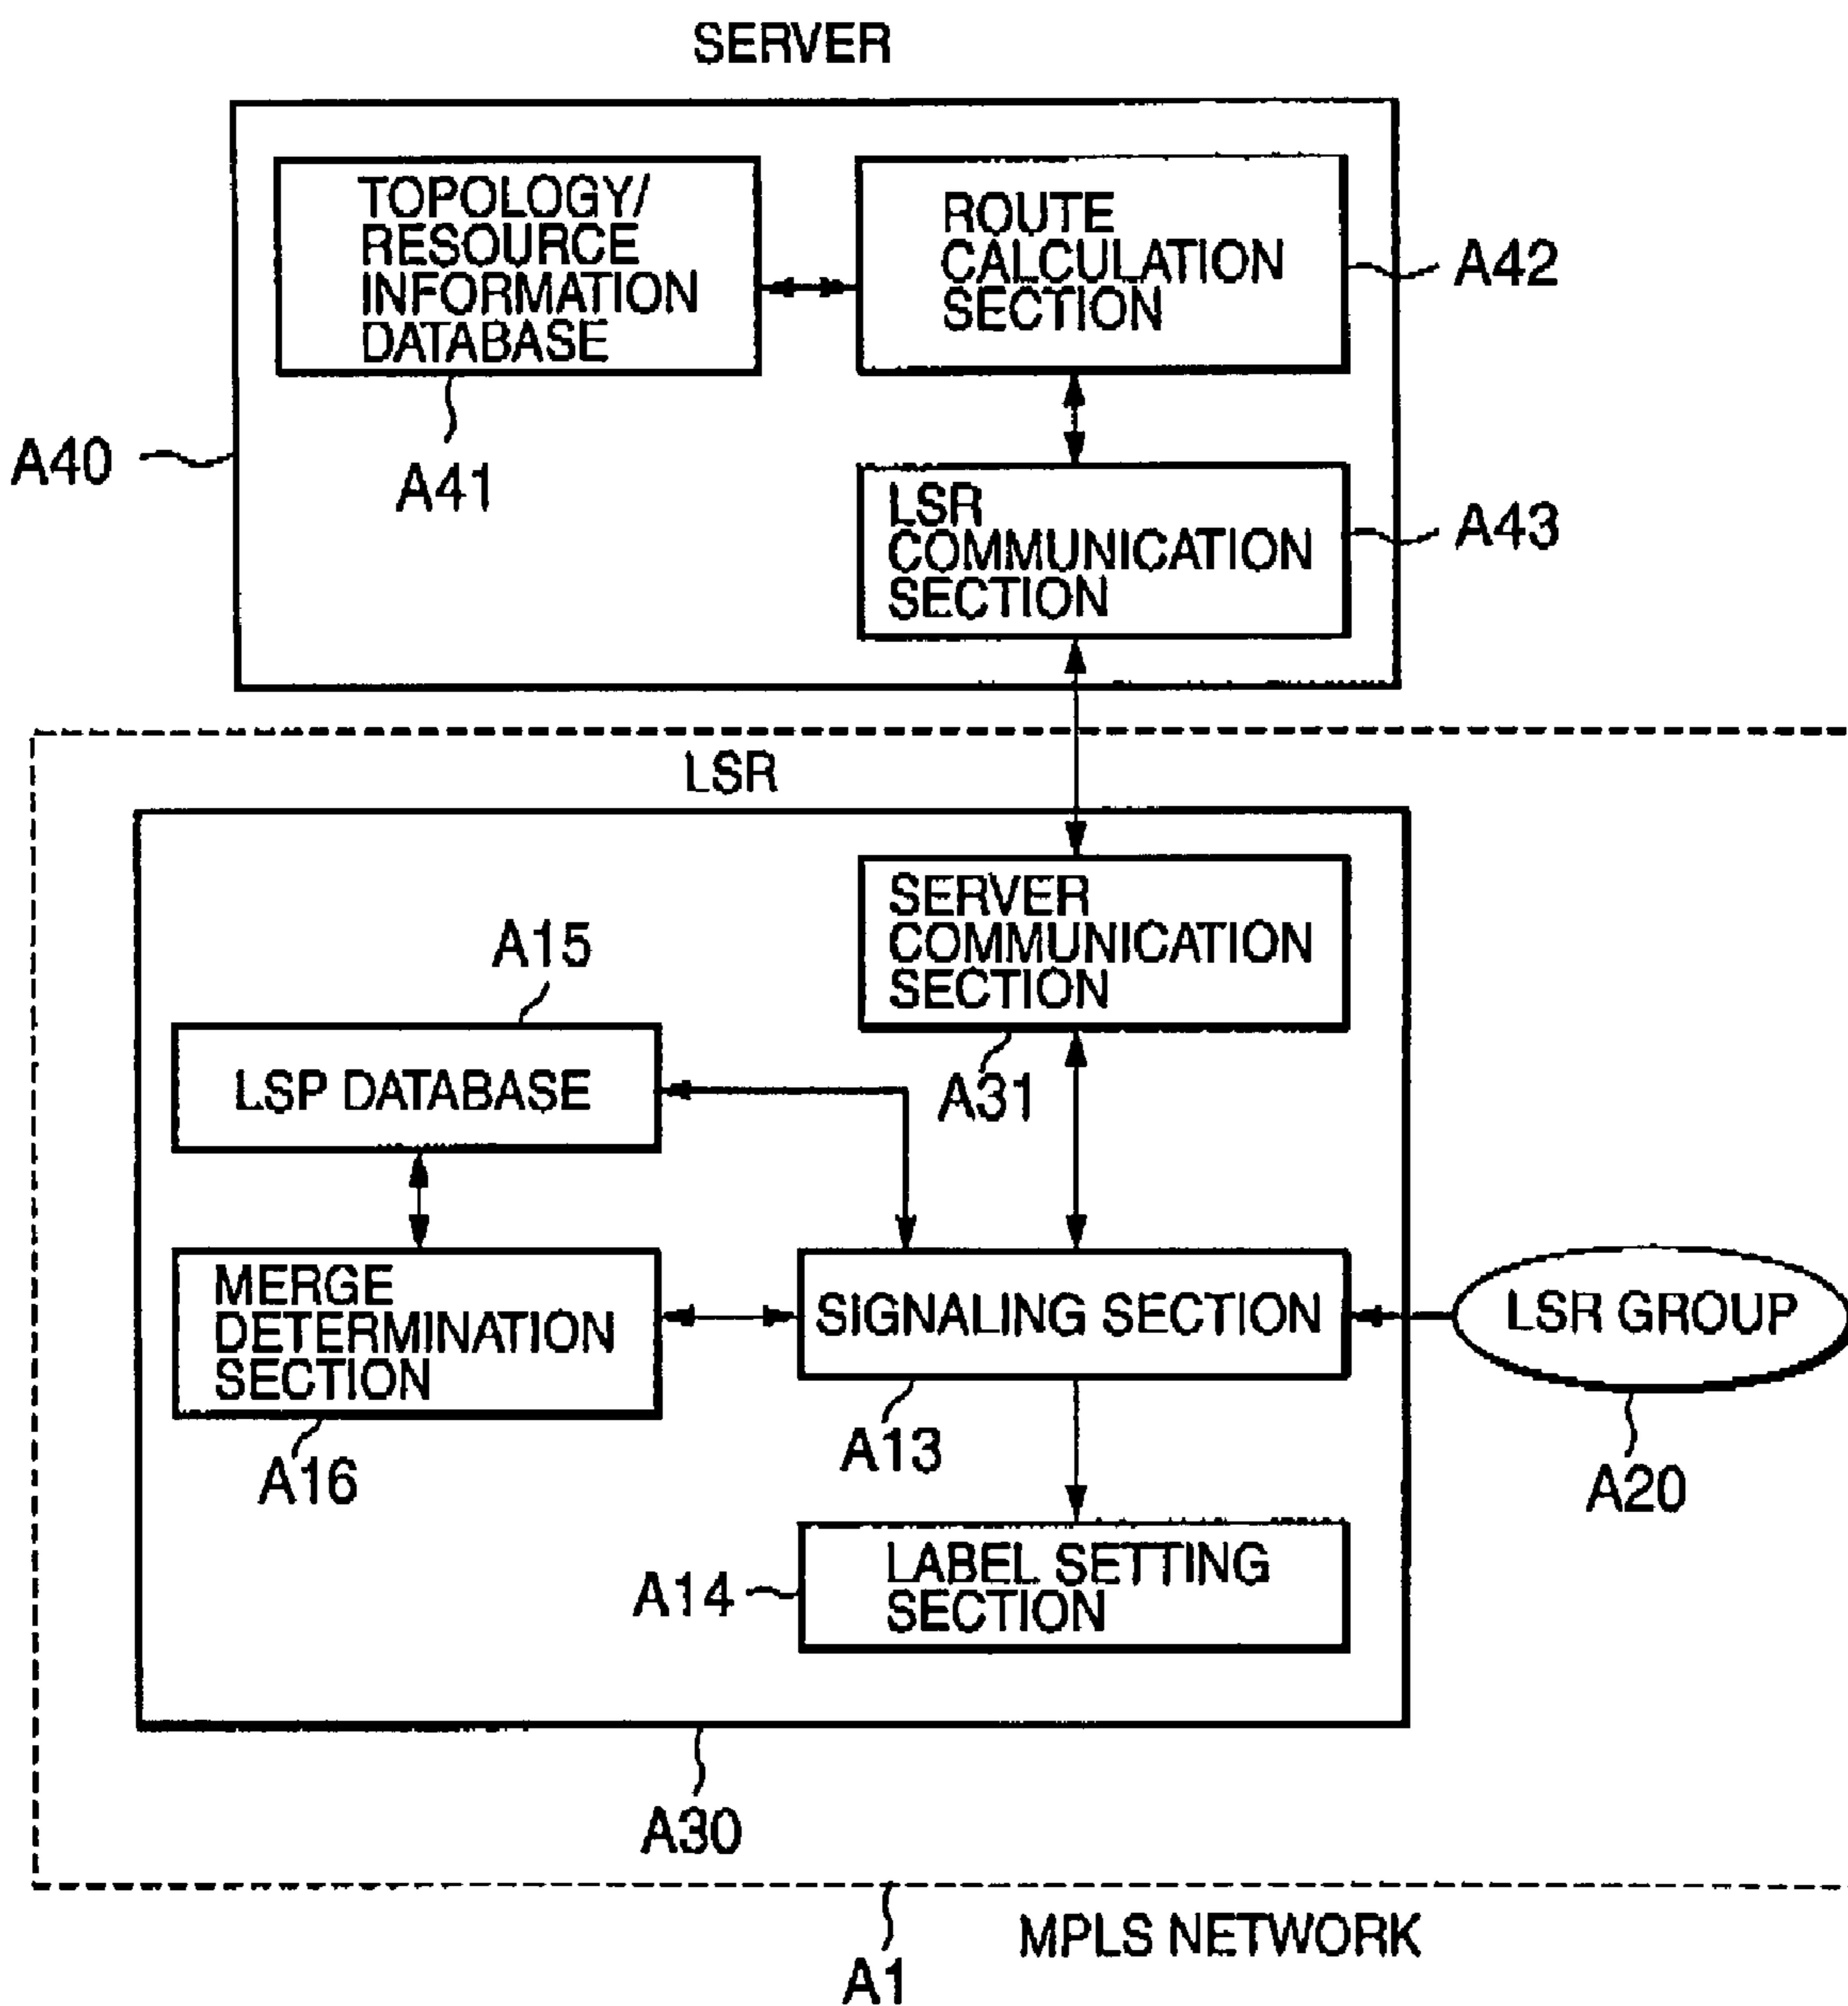 SERVER
TOPOLOGY/
RESOURCE
INFORMATION
DATABASE
ROUTE
CALCULATION
SECTION
A42
A40
A41
LSR
COMMUNICATION
SECTION
A43
LSR
SERVER
COMMUNICATION
SECTION
A15
A31
LSP DATABASE
MERGE
DETERMINATION
SECTION
SIGNALING SECTION
LSR GROUP
A16
A13
A20
LABEL SETTING
SECTION
A14
A30
MPLS NETWORK
A1